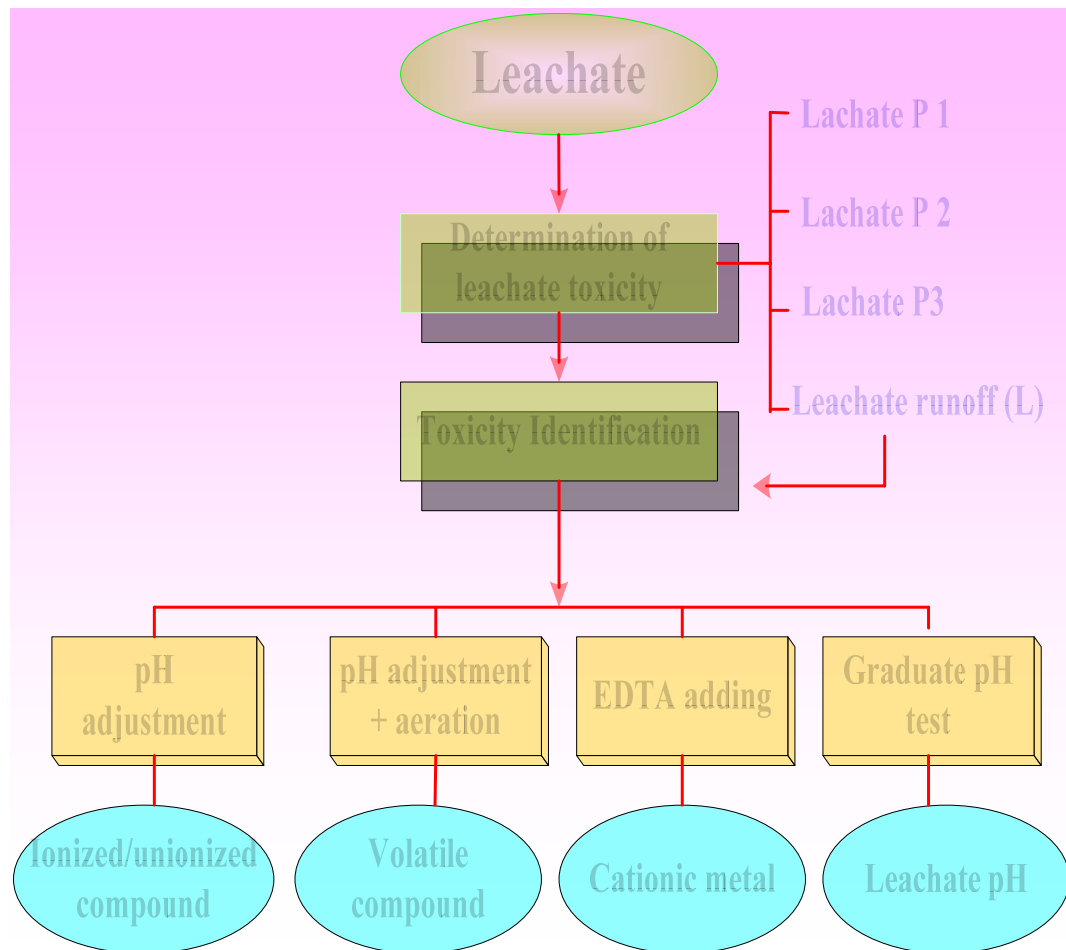 Leachate
Lachate P 1
Lachate P 2
Determination of
leachate toxicity
Lachate P3
Leachate runoff (L)
Toxicity Identification
pH
adjustment
pH adjustment
+ aeration
EDTA adding
Graduate pH
test
Ionized/unionized
compound
Volatile
compound
Cationic metal
Leachate pH